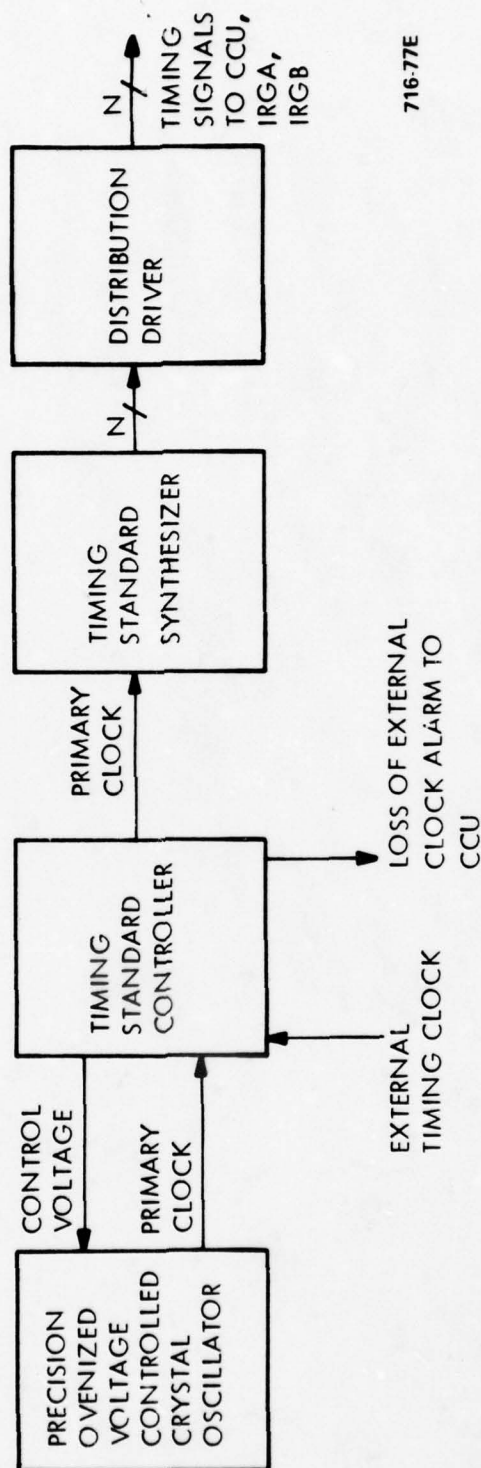 PRECISION
OVENIZED
VOLTAGE
CONTROLLED
CRYSTAL
OSCILLATOR
CONTROL
VOLTAGE
PRIMARY
CLOCK
TIMING
STANDARD
CONTROLLER
EXTERNAL
TIMING CLOCK
LOSS OF EXTERNAL
CLOCK ALARM TO
CCU
PRIMARY
CLOCK
TIMING
STANDARD
SYNTHESIZER
N
DISTRIBUTION
DRIVER
N
TIMING
SIGNALS
TO CCU,
IRGA,
IRGB
716-77E